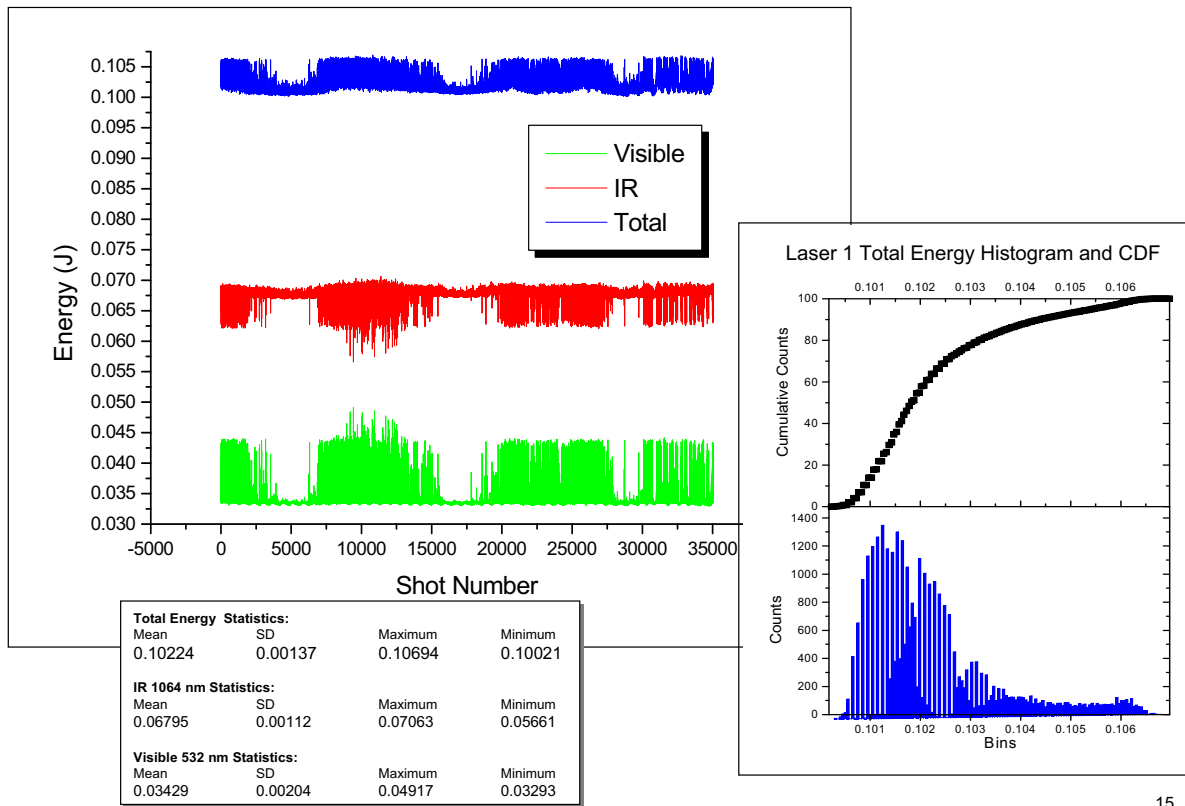 0.105
0.100
0.095
0.090
0.085
0.080
0.075
0.070
0.065
0.060
0.055
0.050
0.045
0.040
0.035
0.030
Energy (J)
-5000 0 5000 10000 15000 20000 25000 30000 35000
Shot Number
Visible
IR
Total
Laser 1 Total Energy Histogram and CDF
0.101 0.102 0.103 0.104 0.105 0.106
100
80
60
40
20
0
Cumulative Counts
1400
1200
1000
800
600
400
200
0
Counts
0.101 0.102 0.103 0.104 0.105 0.106
Bins
Total Energy Statistics:
Mean SD Maximum Minimum
0.10224 0.00137 0.10694 0.10021
IR 1064 nm Statistics:
Mean SD Maximum Minimum
0.06795 0.00112 0.07063 0.05661
Visible 532 nm Statistics:
Mean SD Maximum Minimum
0.03429 0.00204 0.04917 0.03293
15